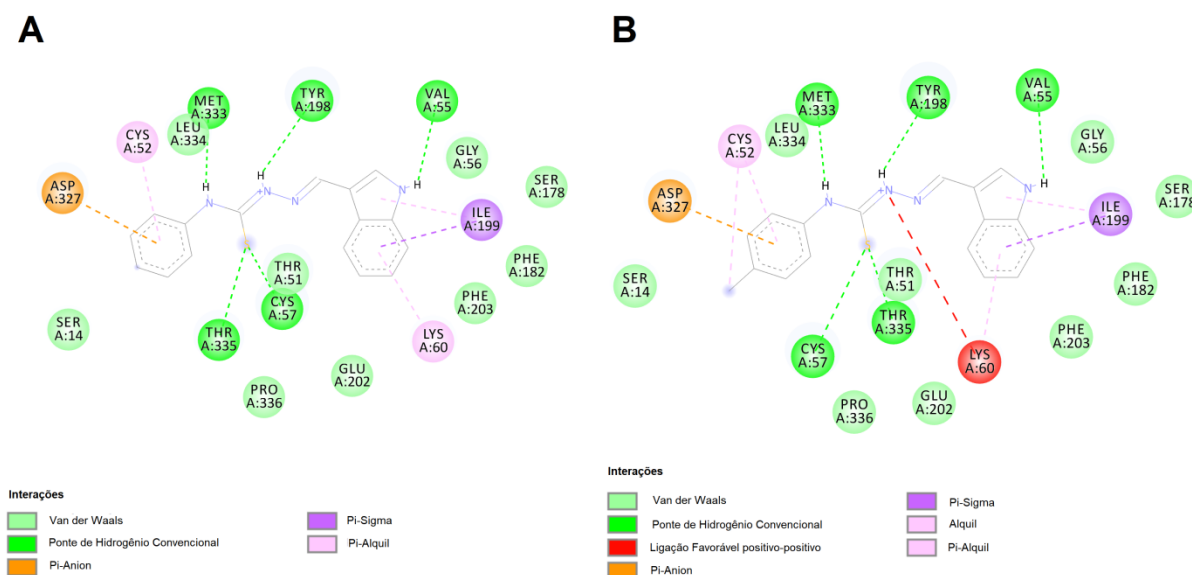 A
MET
A:333
TYR
A:198
VAL
A:55
CYS
A:52
LEU
A:334
GLY
A:56
SER
A:178
ASP
A:327
H
H
N
N+
N
N
H
ILE
A:199
THR
A:51
PHE
A:182
CYS
A:57
PHE
A:203
SER
A:14
THR
A:335
LYS
A:60
GLU
A:202
PRO
A:336
Interações
Van der Waals
Ponte de Hidrogênio Convencional
Pi-Anion
Pi-Sigma
Pi-Alquil
B
MET
A:333
TYR
A:198
VAL
A:55
CYS
A:52
LEU
A:334
GLY
A:56
ASP
A:327
H
H
N
N+
N
N
H
SER
A:178
ILE
A:199
SER
A:14
THR
A:51
PHE
A:182
THR
A:335
PHE
A:203
CYS
A:57
LYS
A:60
PRO
A:336
GLU
A:202
Interações
Van der Waals
Ponte de Hidrogênio Convencional
Ligação Favorável positivo-positivo
Pi-Anion
Pi-Sigma
Alquil
Pi-Alquil